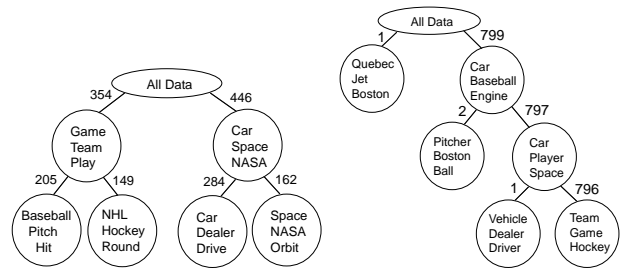 All Data
354
446
Game
Team
Play
Car
Space
NASA
205
149
284
162
Baseball
Pitch
Hit
NHL
Hockey
Round
Car
Dealer
Drive
Space
NASA
Orbit
All Data
1
799
Quebec
Jet
Boston
Car
Baseball
Engine
2
797
Pitcher
Boston
Ball
Car
Player
Space
1
796
Vehicle
Dealer
Driver
Team
Game
Hockey